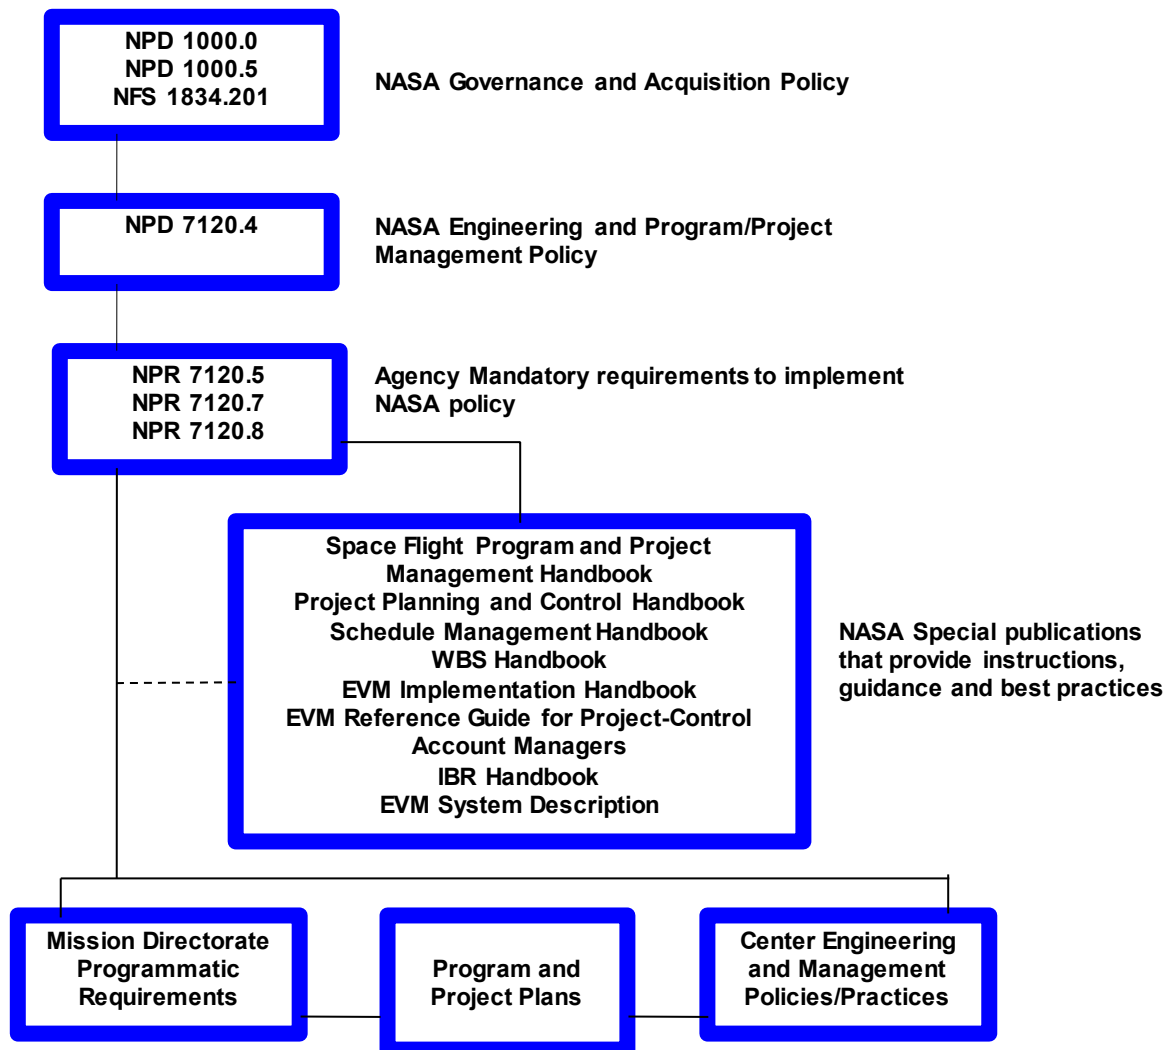 NPD 1000.0
NPD 1000.5
NFS 1834.201
NASA Governance and Acquisition Policy
NPD 7120.4
NASA Engineering and Program/Project
Management Policy
NPR 7120.5
NPR 7120.7
NPR 7120.8
Agency Mandatory requirements to implement
NASA policy
Space Flight Program and Project
Management Handbook
Project Planning and Control Handbook
Schedule Management Handbook
WBS Handbook
EVM Implementation Handbook
EVM Reference Guide for Project-Control
Account Managers
IBR Handbook
EVM System Description
NASA Special publications
that provide instructions,
guidance and best practices
Mission Directorate
Programmatic
Requirements
Program and
Project Plans
Center Engineering
and Management
Policies/Practices